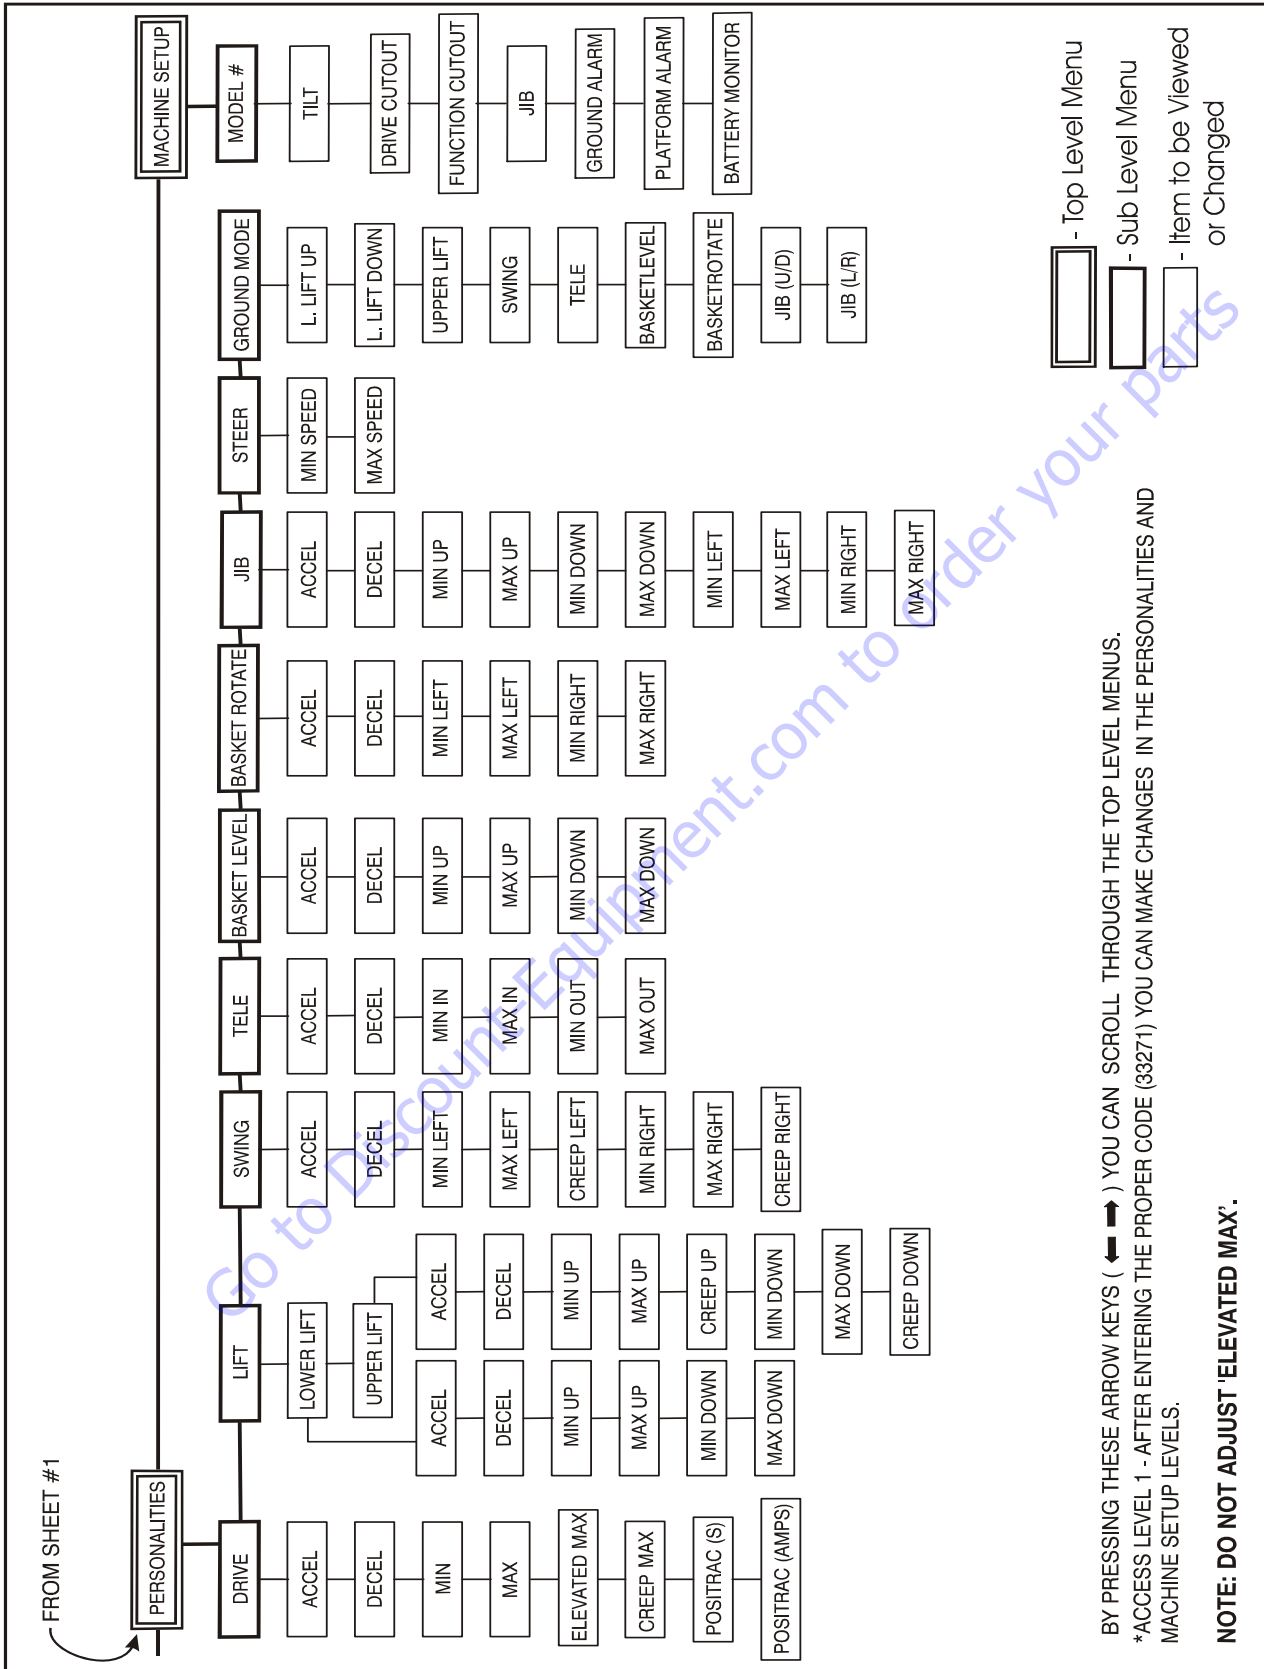 FROM SHEET #1
PERSONALITIES
MACHINE SETUP
DRIVE
ACCEL
DECEL
MIN
MAX
ELEVATED MAX
CREEP MAX
POSITRAC (S)
POSITRAC (AMPS)
LIFT
LOWER LIFT
UPPER LIFT
ACCEL
DECEL
MIN UP
MAX UP
MIN DOWN
MAX DOWN
ACCEL
DECEL
MIN UP
MAX UP
CREEP UP
MIN DOWN
MAX DOWN
CREEP DOWN
SWING
ACCEL
DECEL
MIN LEFT
MAX LEFT
CREEP LEFT
MIN RIGHT
MAX RIGHT
CREEP RIGHT
TELE
ACCEL
DECEL
MIN IN
MAX IN
MIN OUT
MAX OUT
BASKET LEVEL
ACCEL
DECEL
MIN UP
MAX UP
MIN DOWN
MAX DOWN
BASKET ROTATE
ACCEL
DECEL
MIN LEFT
MAX LEFT
MIN RIGHT
MAX RIGHT
JIB
ACCEL
DECEL
MIN UP
MAX UP
MIN DOWN
MAX DOWN
MIN LEFT
MAX LEFT
MIN RIGHT
MAX RIGHT
STEER
MIN SPEED
MAX SPEED
GROUND MODE
L. LIFT UP
L. LIFT DOWN
UPPER LIFT
SWING
TELE
BASKETLEVEL
BASKETROTATE
JIB (U/D)
JIB (L/R)
MODEL #
TILT
DRIVE CUTOUT
FUNCTION CUTOUT
JIB
GROUND ALARM
PLATFORM ALARM
BATTERY MONITOR
- Top Level Menu
- Sub Level Menu
- Item to be Viewed
or Changed
BY PRESSING THESE ARROW KEYS ( ⬅ ➡ ) YOU CAN SCROLL THROUGH THE TOP LEVEL MENUS.
*ACCESS LEVEL 1 - AFTER ENTERING THE PROPER CODE (33271) YOU CAN MAKE CHANGES IN THE PERSONALITIES AND
MACHINE SETUP LEVELS.
NOTE: DO NOT ADJUST 'ELEVATED MAX'.
Go to Discount-Equipment.com to order your parts